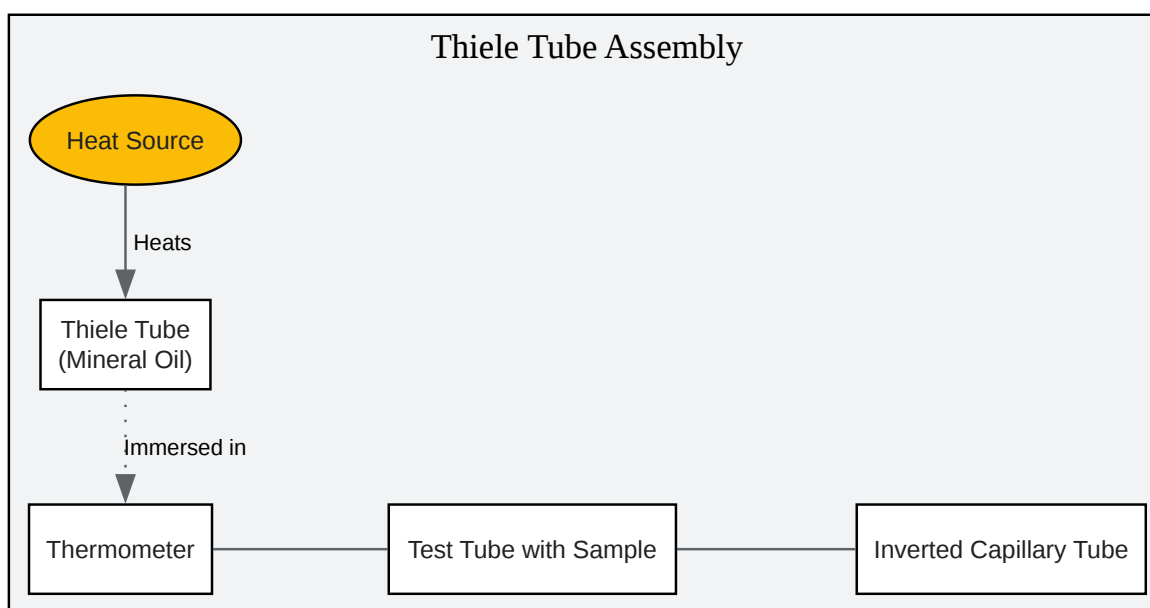 Thiele Tube Assembly
Heat Source
Heats
Thiele Tube
(Mineral Oil)
Immersed in
Thermometer
Test Tube with Sample
Inverted Capillary Tube